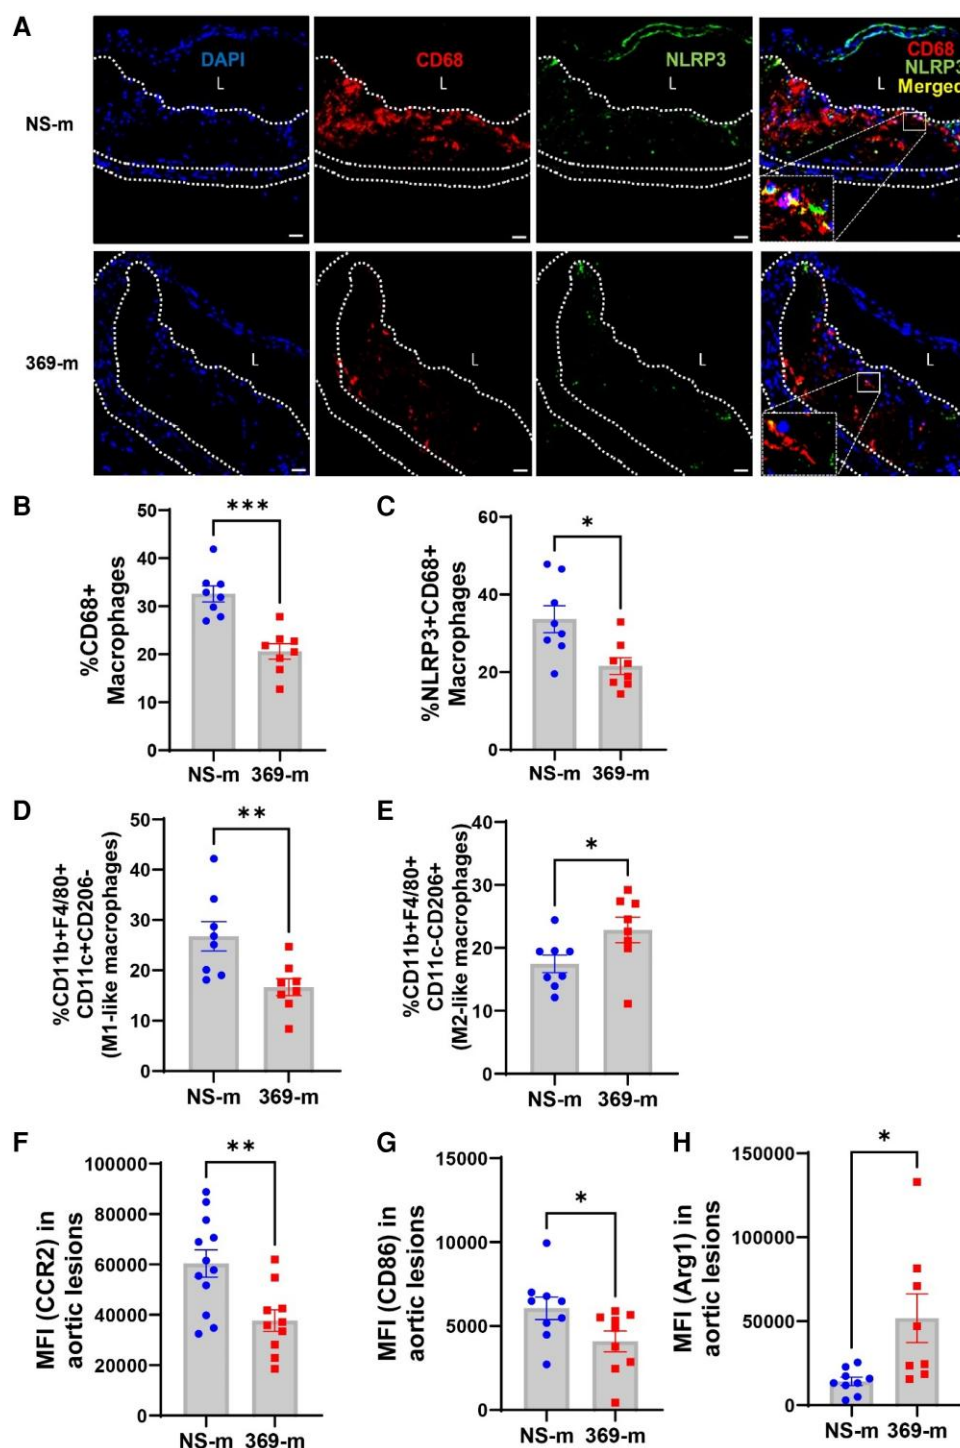 A
DAPI
L
CD68
L
NLRP3
L
CD68
NLRP3
L
Merged
NS-m
369-m
L
L
L
L
B
%CD68+
Macrophages
50
40
30
20
10
0
***
NS-m 369-m
C
%NLRP3+CD68+
Macrophages
60
40
20
0
*
NS-m 369-m
D
%CD11b+F4/80+
CD11c+CD206-
(M1-like macrophages)
50
40
30
20
10
0
**
NS-m 369-m
E
%CD11b+F4/80+
CD11c-CD206+
(M2-like macrophages)
40
30
20
10
0
*
NS-m 369-m
F
MFI (CCR2) in
aortic lesions
100000
80000
60000
40000
20000
0
**
NS-m 369-m
G
MFI (CD86) in
aortic lesions
15000
10000
5000
0
*
NS-m 369-m
H
MFI (Arg1) in
aortic lesions
150000
100000
50000
0
*
NS-m 369-m